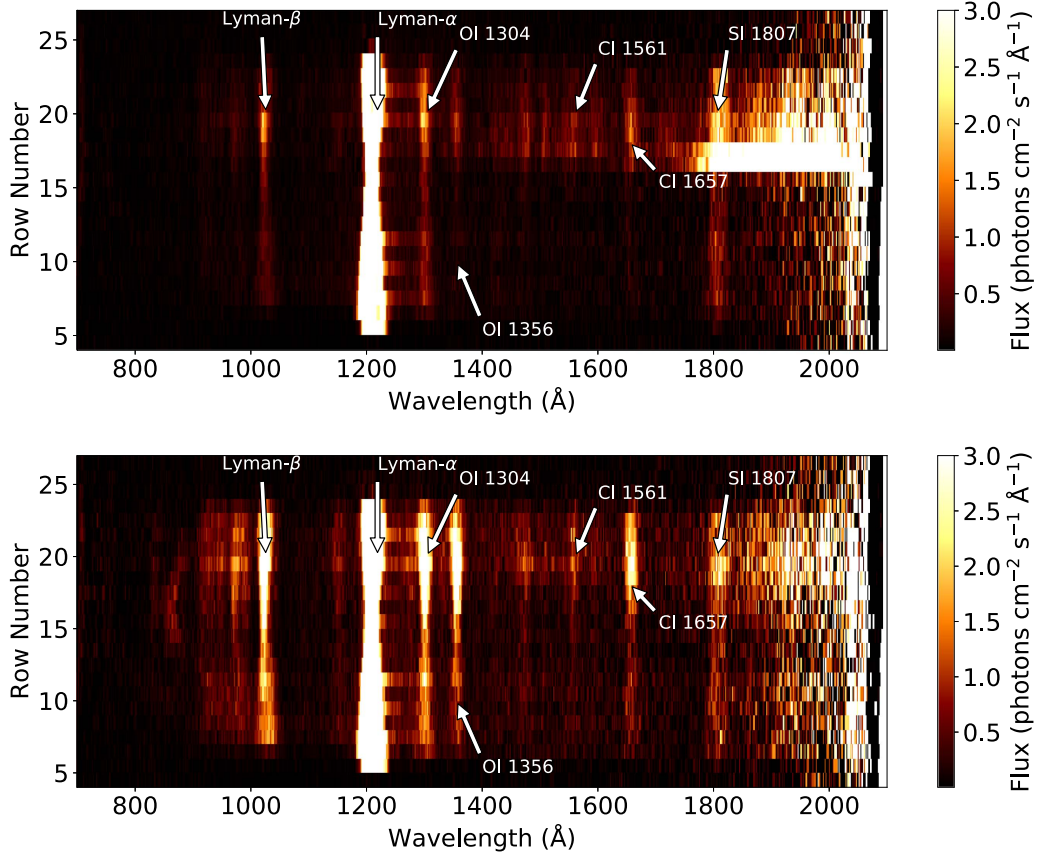 Lyman-β
Lyman-α
OI 1304
CI 1561
SI 1807
CI 1657
OI 1356
25
20
15
10
5
Row Number
800 1000 1200 1400 1600 1800 2000
Wavelength (Å)
3.0
2.5
2.0
1.5
1.0
0.5
Flux (photons cm⁻² s⁻¹ Å⁻¹)
Lyman-β
Lyman-α
OI 1304
CI 1561
SI 1807
CI 1657
OI 1356
25
20
15
10
5
Row Number
800 1000 1200 1400 1600 1800 2000
Wavelength (Å)
3.0
2.5
2.0
1.5
1.0
0.5
Flux (photons cm⁻² s⁻¹ Å⁻¹)